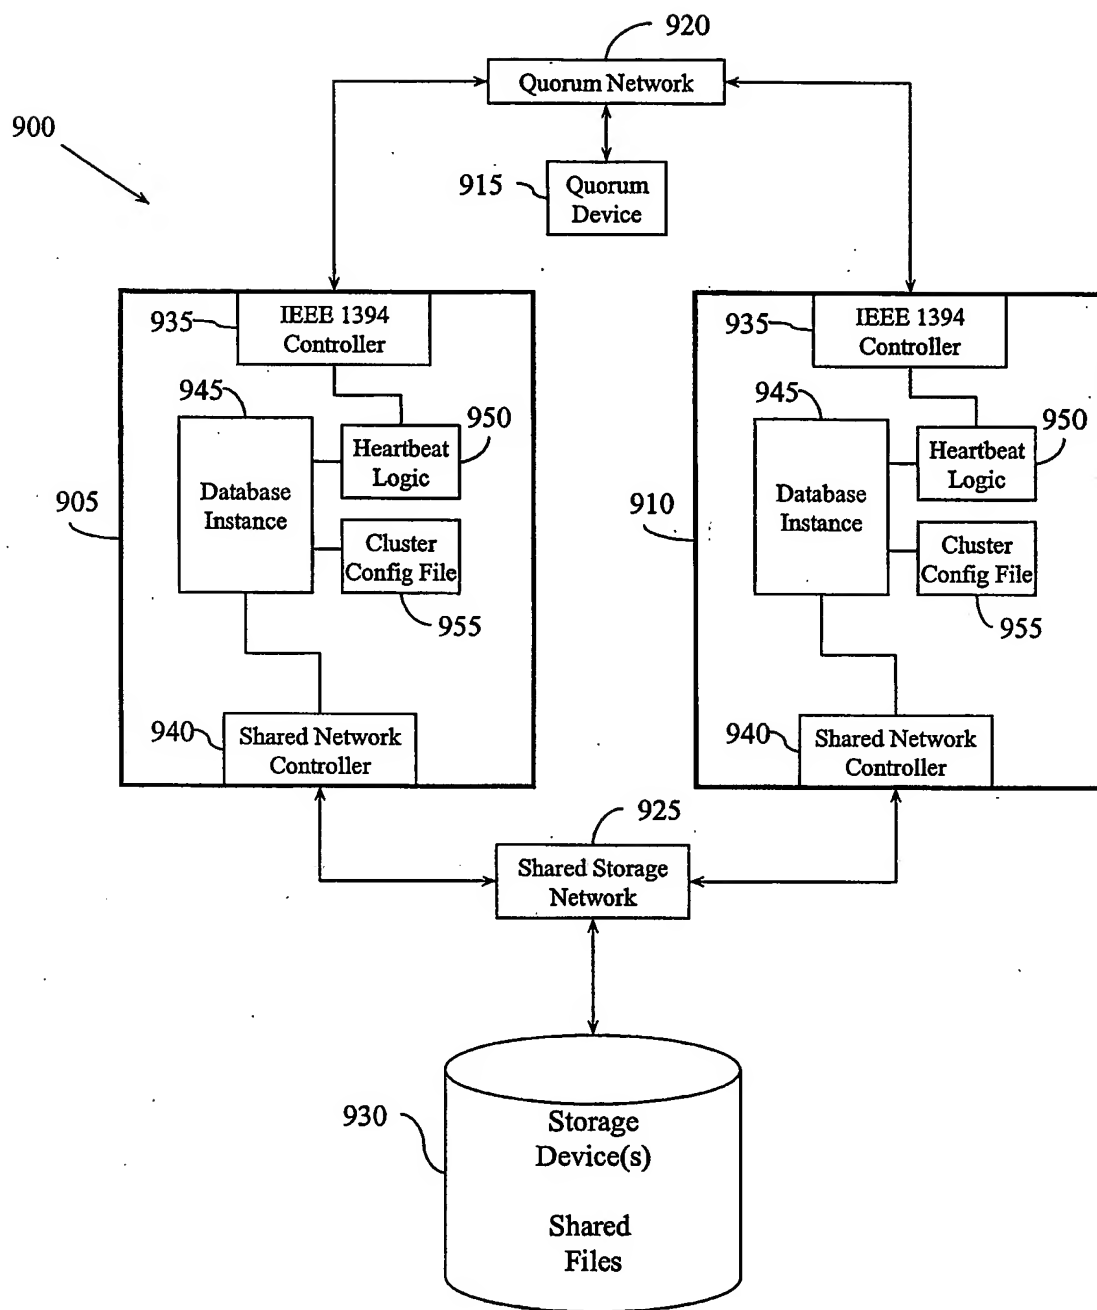 920
Quorum Network
900
915
Quorum
Device
935
IEEE 1394
Controller
945
950
Heartbeat
Logic
905
Database
Instance
Cluster
Config File
955
940
Shared Network
Controller
935
IEEE 1394
Controller
945
950
Heartbeat
Logic
910
Database
Instance
Cluster
Config File
955
940
Shared Network
Controller
925
Shared Storage
Network
930
Storage
Device(s)
Shared
Files